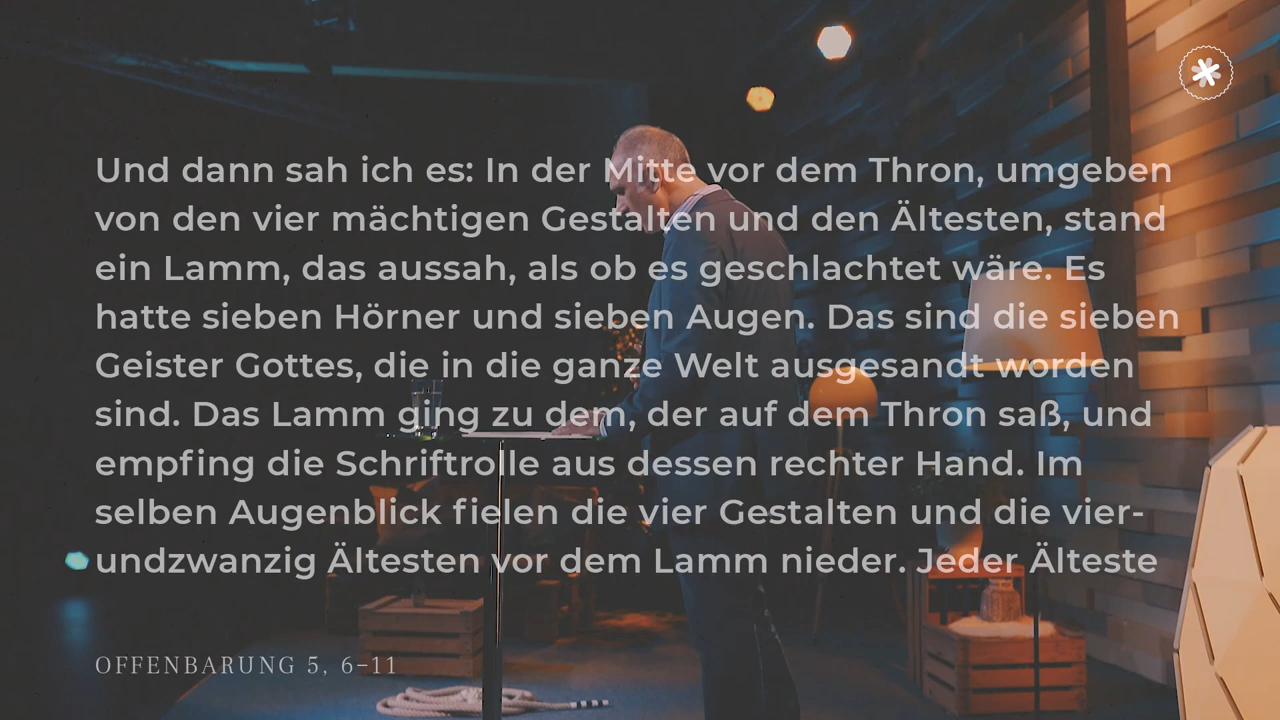 Und dann sah ich es: In der Mitte vor dem Thron, umgeben
von den vier mächtigen Gestalten und den Ältesten, stand
ein Lamm, das aussah, als ob es geschlachtet wäre. Es
hatte sieben Hörner und sieben Augen. Das sind die sieben
Geister Gottes, die in die ganze Welt ausgesandt worden
sind. Das Lamm ging zu dem, der auf dem Thron saß, und
empfing die Schriftrolle aus dessen rechter Hand. Im
selben Augenblick fielen die vier Gestalten und die vier-
undzwanzig Ältesten vor dem Lamm nieder. Jeder Älteste
OFFENBARUNG 5, 6–11